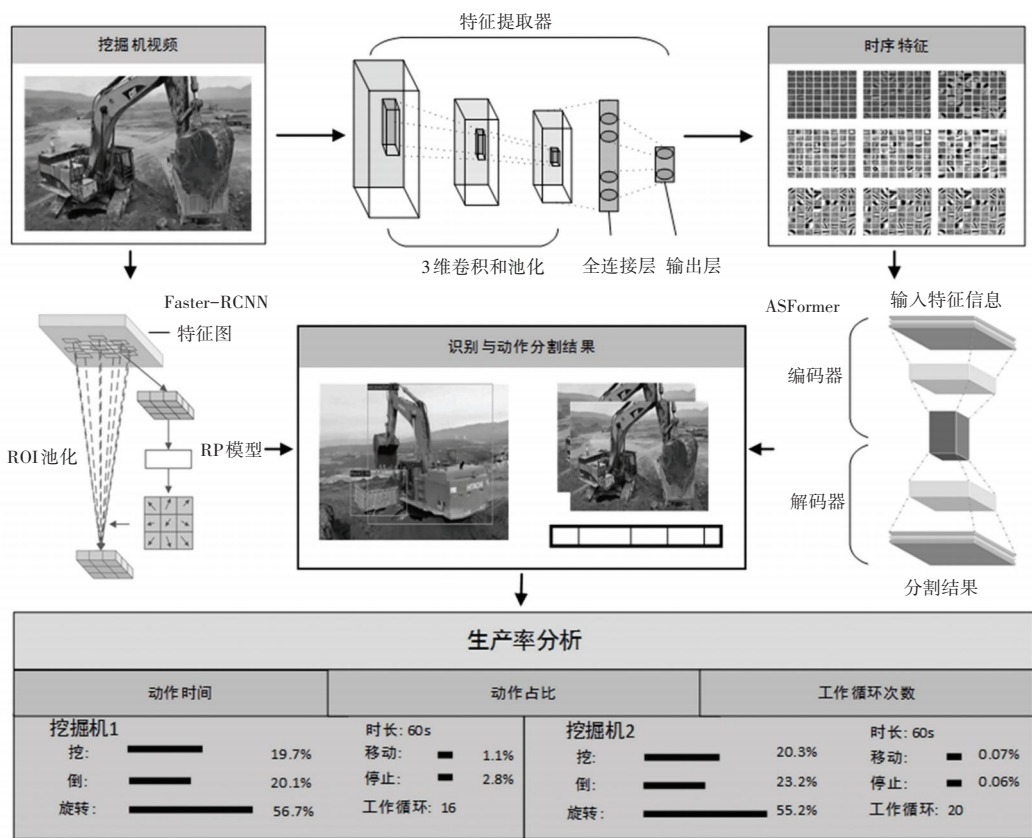 特征提取器
挖掘机视频
时序特征
3维卷积和池化
全连接层
输出层
Faster-RCNN
特征图
ROI池化
RP模型
识别与动作分割结果
HITACHI
ASFormer
输入特征信息
编码器
解码器
分割结果
生产率分析
动作时间
动作占比
工作循环次数
挖掘机1
时长: 60s
挖: 19.7%
移动: 1.1%
倒: 20.1%
停止: 2.8%
旋转: 56.7%
工作循环: 16
挖掘机2
时长: 60s
挖: 20.3%
移动: 0.07%
倒: 23.2%
停止: 0.06%
旋转: 55.2%
工作循环: 20